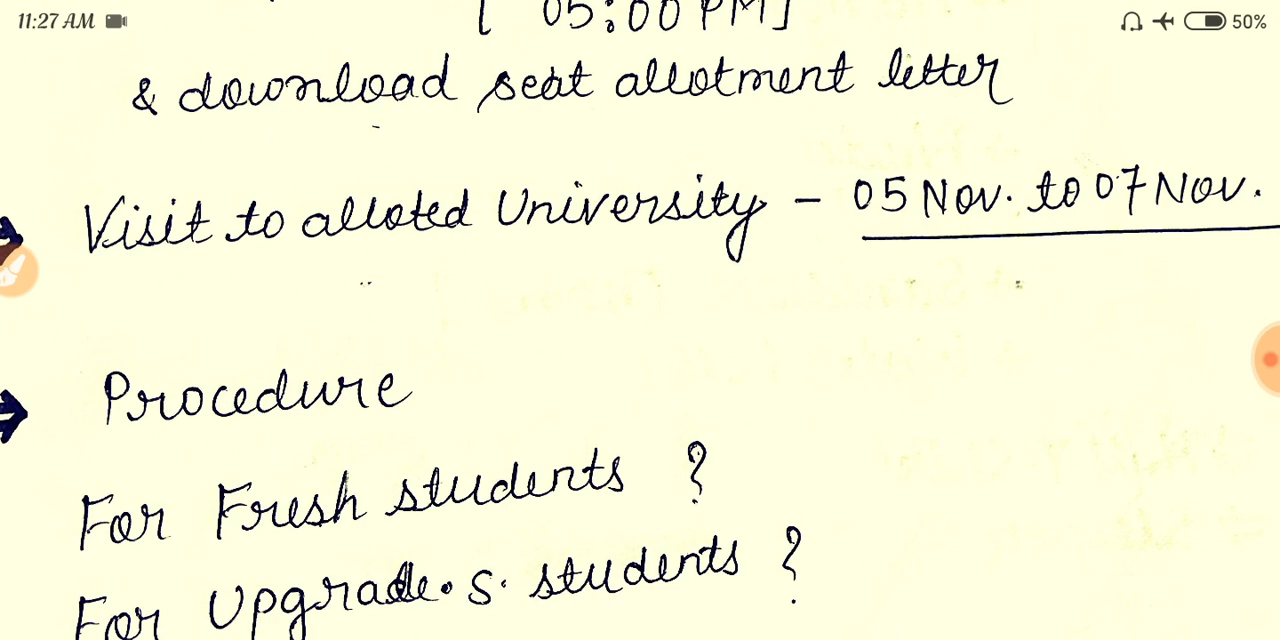 11:27 AM
50%
[ 05:00 PM]
& download seat allotment letter
Visit to alloted University - 05 Nov. to 07 Nov.
Procedure
For Fresh students ?
For Upgrade. S. students ?